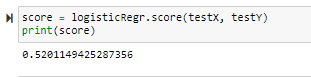 score = logisticRegr.score(testX, testY)
print(score)
0.5201149425287356